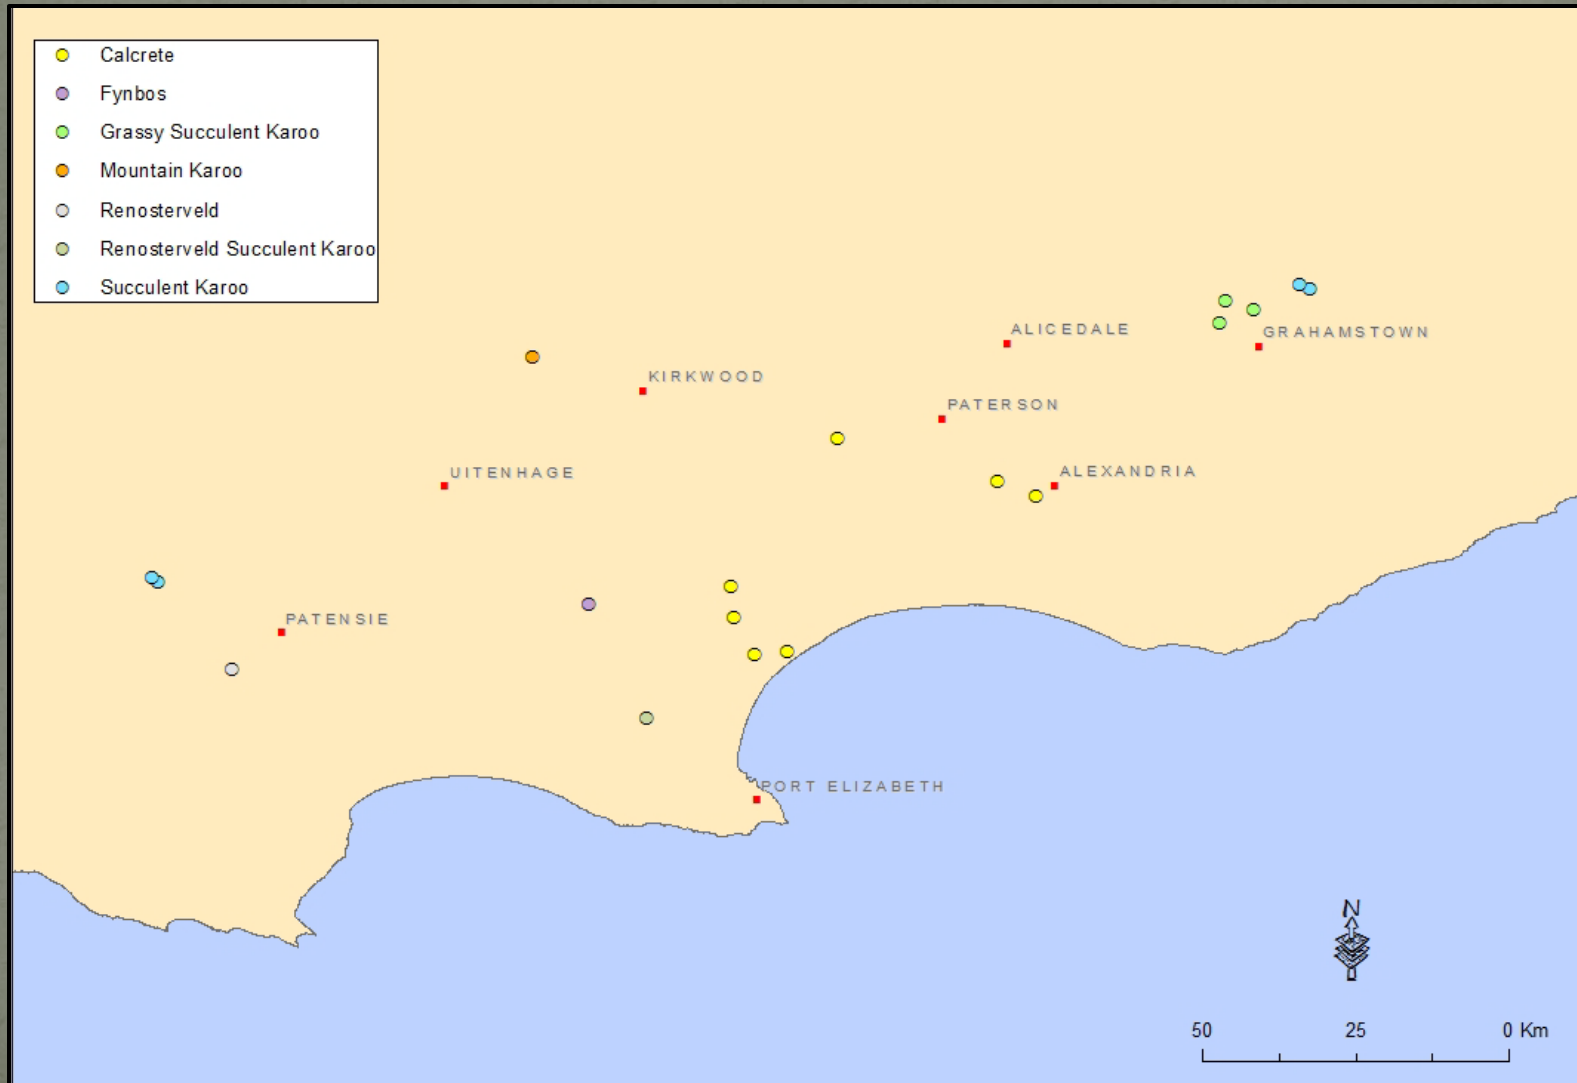 Calcrete
Fynbos
Grassy Succulent Karoo
Mountain Karoo
Renosterveld
Renosterveld Succulent Karoo
Succulent Karoo
ALICEDALE
GRAHAMSTOWN
KIRKWOOD
PATERSON
UITENHAGE
ALEXANDRIA
PATENSIE
PORT ELIZABETH
N
50 25 0 Km